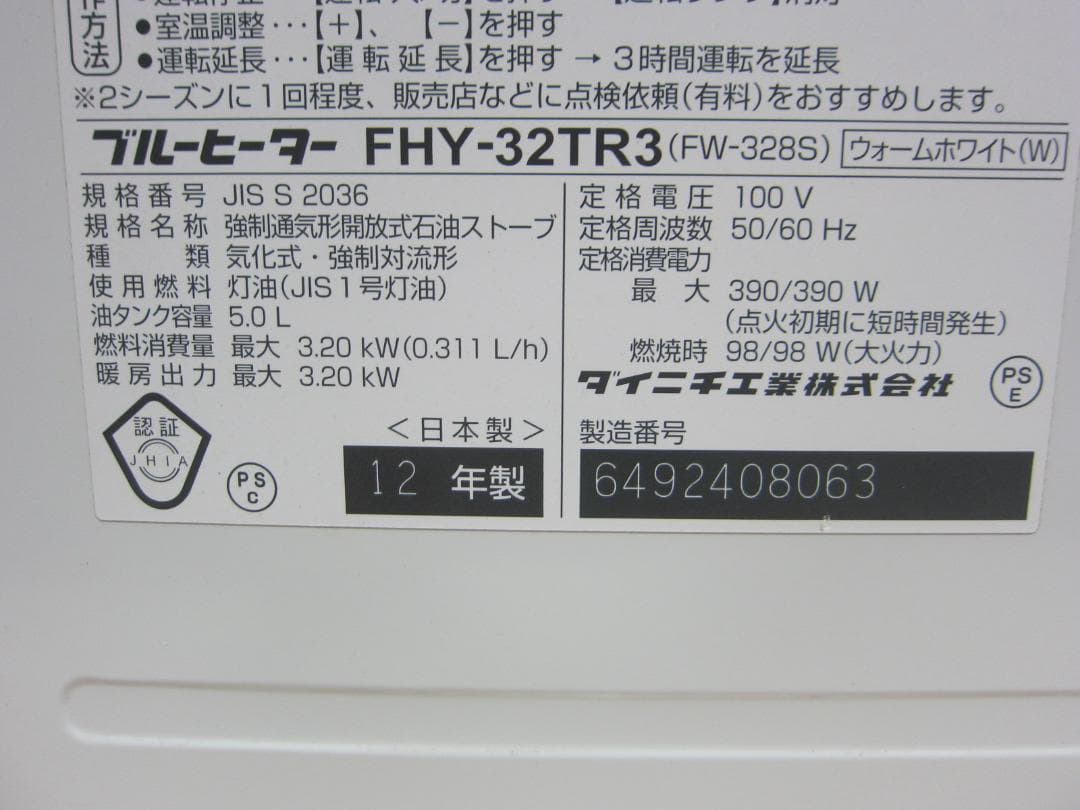 作方法
●室温調整・・・【＋】、【－】を押す
●運転延長・・・【運転延長】を押す → 3時間運転を延長
※2シーズンに1回程度、販売店などに点検依頼(有料)をおすすめします。
ブルーヒーター FHY-32TR3(FW-328S) ウォームホワイト(W)
規格番号 JIS S 2036
規格名称 強制通気形開放式石油ストーブ
種類 気化式・強制対流形
使用燃料 灯油(JIS1号灯油)
油タンク容量 5.0 L
燃料消費量 最大 3.20 kW(0.311 L/h)
暖房出力 最大 3.20 kW
認証
JHIA
PS
C
＜日本製＞
12 年製
定格電圧 100 V
定格周波数 50/60 Hz
定格消費電力
最大 390/390 W
(点火初期に短時間発生)
燃焼時 98/98 W(大火力)
ダイニチ工業株式会社
PS
E
製造番号
6492408063